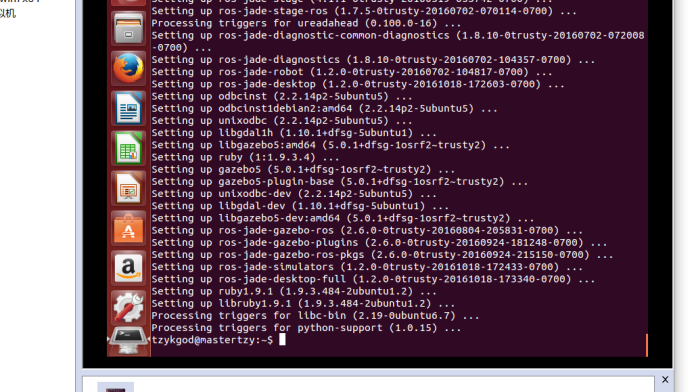 拟机
Setting up ros-jade-stage-ros (1.7.5-0trusty-20160702-070114-0700) ...
Processing triggers for ureadahead (0.100.0-16) ...
Setting up ros-jade-diagnostic-common-diagnostics (1.8.10-0trusty-20160702-072008
-0700) ...
Setting up ros-jade-diagnostics (1.8.10-0trusty-20160702-104357-0700) ...
Setting up ros-jade-robot (1.2.0-0trusty-20160702-104817-0700) ...
Setting up ros-jade-desktop (1.2.0-0trusty-20161018-172603-0700) ...
Setting up odbcinst (2.2.14p2-5ubuntu5) ...
Setting up odbcinst1debian2:amd64 (2.2.14p2-5ubuntu5) ...
Setting up unixodbc (2.2.14p2-5ubuntu5) ...
Setting up libgdal1h (1.10.1+dfsg-5ubuntu1) ...
Setting up libgazebo5:amd64 (5.0.1+dfsg-1osrf2~trusty2) ...
Setting up ruby (1:1.9.3.4) ...
Setting up gazebo5 (5.0.1+dfsg-1osrf2~trusty2) ...
Setting up gazebo5-plugin-base (5.0.1+dfsg-1osrf2~trusty2) ...
Setting up unixodbc-dev (2.2.14p2-5ubuntu5) ...
Setting up libgdal-dev (1.10.1+dfsg-5ubuntu1) ...
Setting up libgazebo5-dev:amd64 (5.0.1+dfsg-1osrf2~trusty2) ...
Setting up ros-jade-gazebo-ros (2.6.0-0trusty-20160804-205831-0700) ...
Setting up ros-jade-gazebo-plugins (2.6.0-0trusty-20160924-181248-0700) ...
Setting up ros-jade-gazebo-ros-pkgs (2.6.0-0trusty-20160924-215150-0700) ...
Setting up ros-jade-simulators (1.2.0-0trusty-20161018-172433-0700) ...
Setting up ros-jade-desktop-full (1.2.0-0trusty-20161018-173340-0700) ...
Setting up ruby1.9.1 (1.9.3.484-2ubuntu1.2) ...
Setting up libruby1.9.1 (1.9.3.484-2ubuntu1.2) ...
Processing triggers for libc-bin (2.19-0ubuntu6.7) ...
Processing triggers for python-support (1.0.15) ...
tzykgod@mastertzy:~$